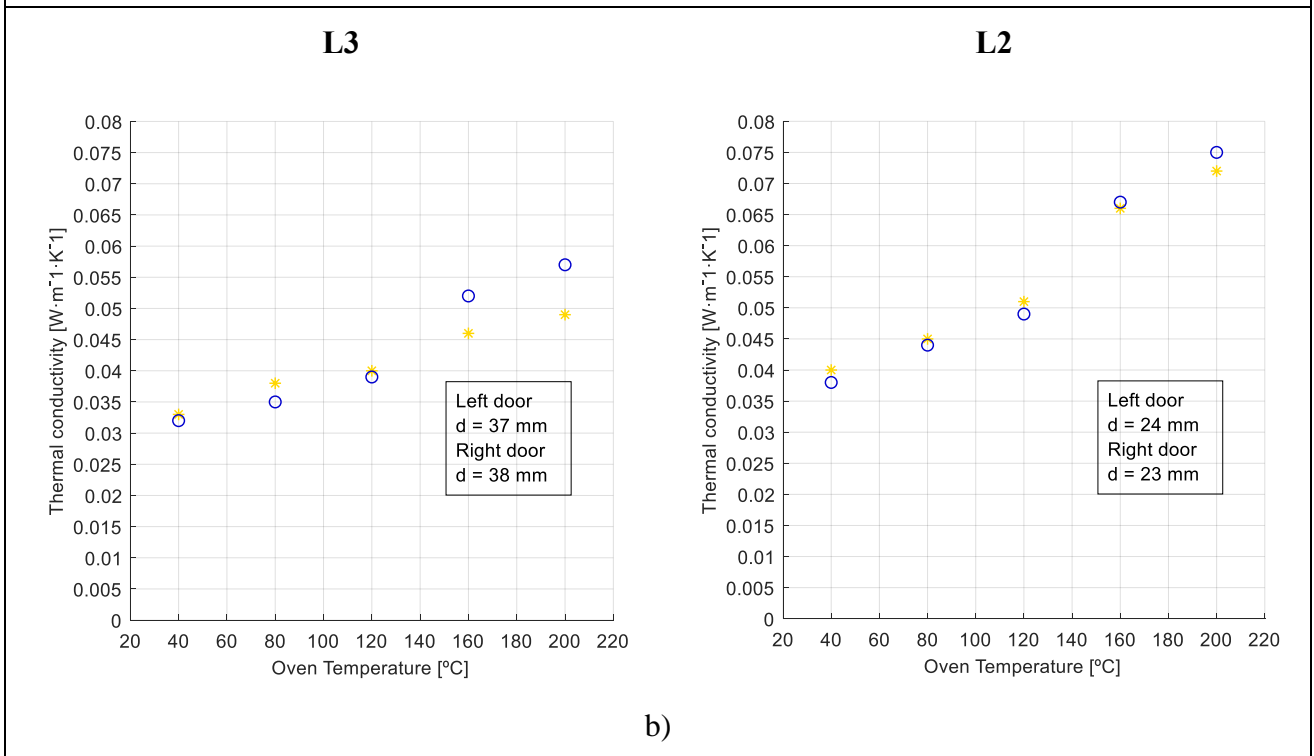 L3
L2
0.08
0.075
0.07
0.065
0.06
0.055
0.05
0.045
0.04
0.035
0.03
0.025
0.02
0.015
0.01
0.005
0
Thermal conductivity [W·m¯1·K¯1]
Left door
d = 37 mm
Right door
d = 38 mm
20 40 60 80 100 120 140 160 180 200 220
Oven Temperature [ºC]
0.08
0.075
0.07
0.065
0.06
0.055
0.05
0.045
0.04
0.035
0.03
0.025
0.02
0.015
0.01
0.005
0
Thermal conductivity [W·m¯1·K¯1]
Left door
d = 24 mm
Right door
d = 23 mm
20 40 60 80 100 120 140 160 180 200 220
Oven Temperature [ºC]
b)